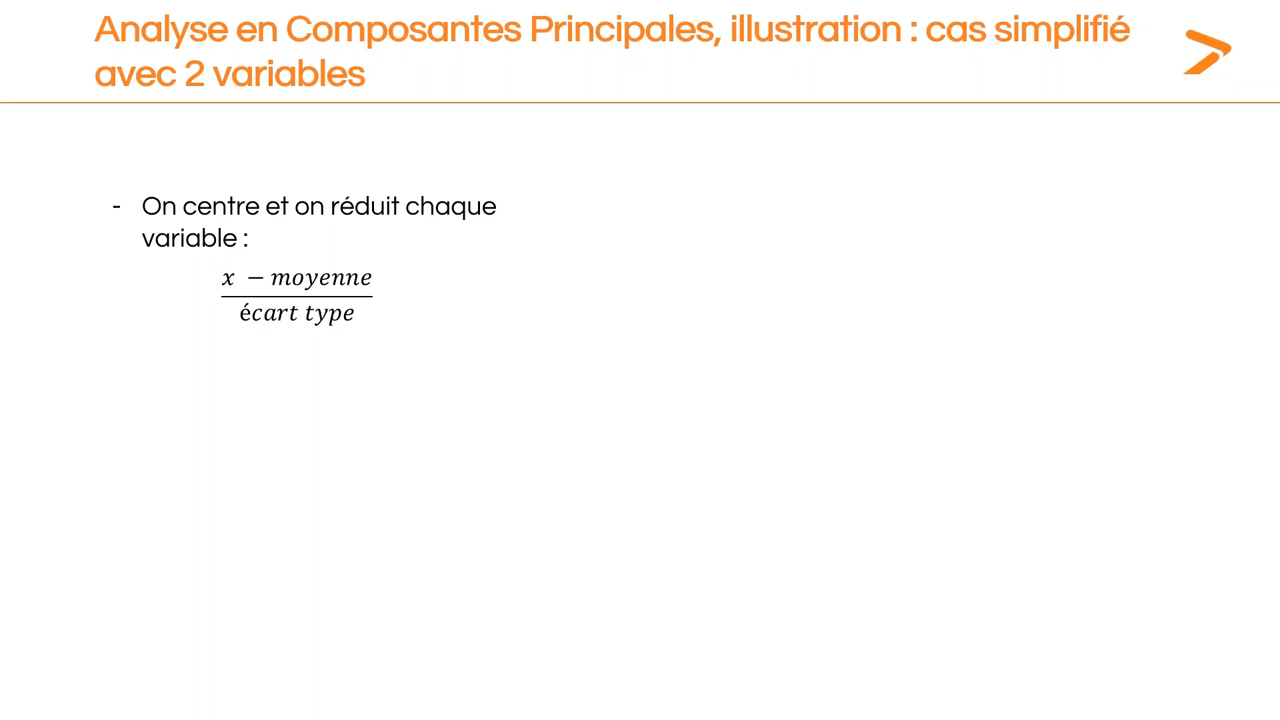 Analyse en Composantes Principales, illustration : cas simplifié
avec 2 variables
- On centre et on réduit chaque
variable :
x − moyenne
écart type